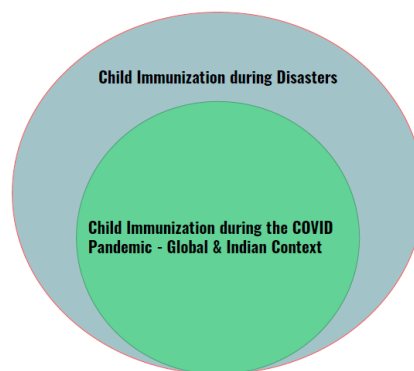 Child Immunization during Disasters
Child Immunization during the COVID
Pandemic - Global & Indian Context